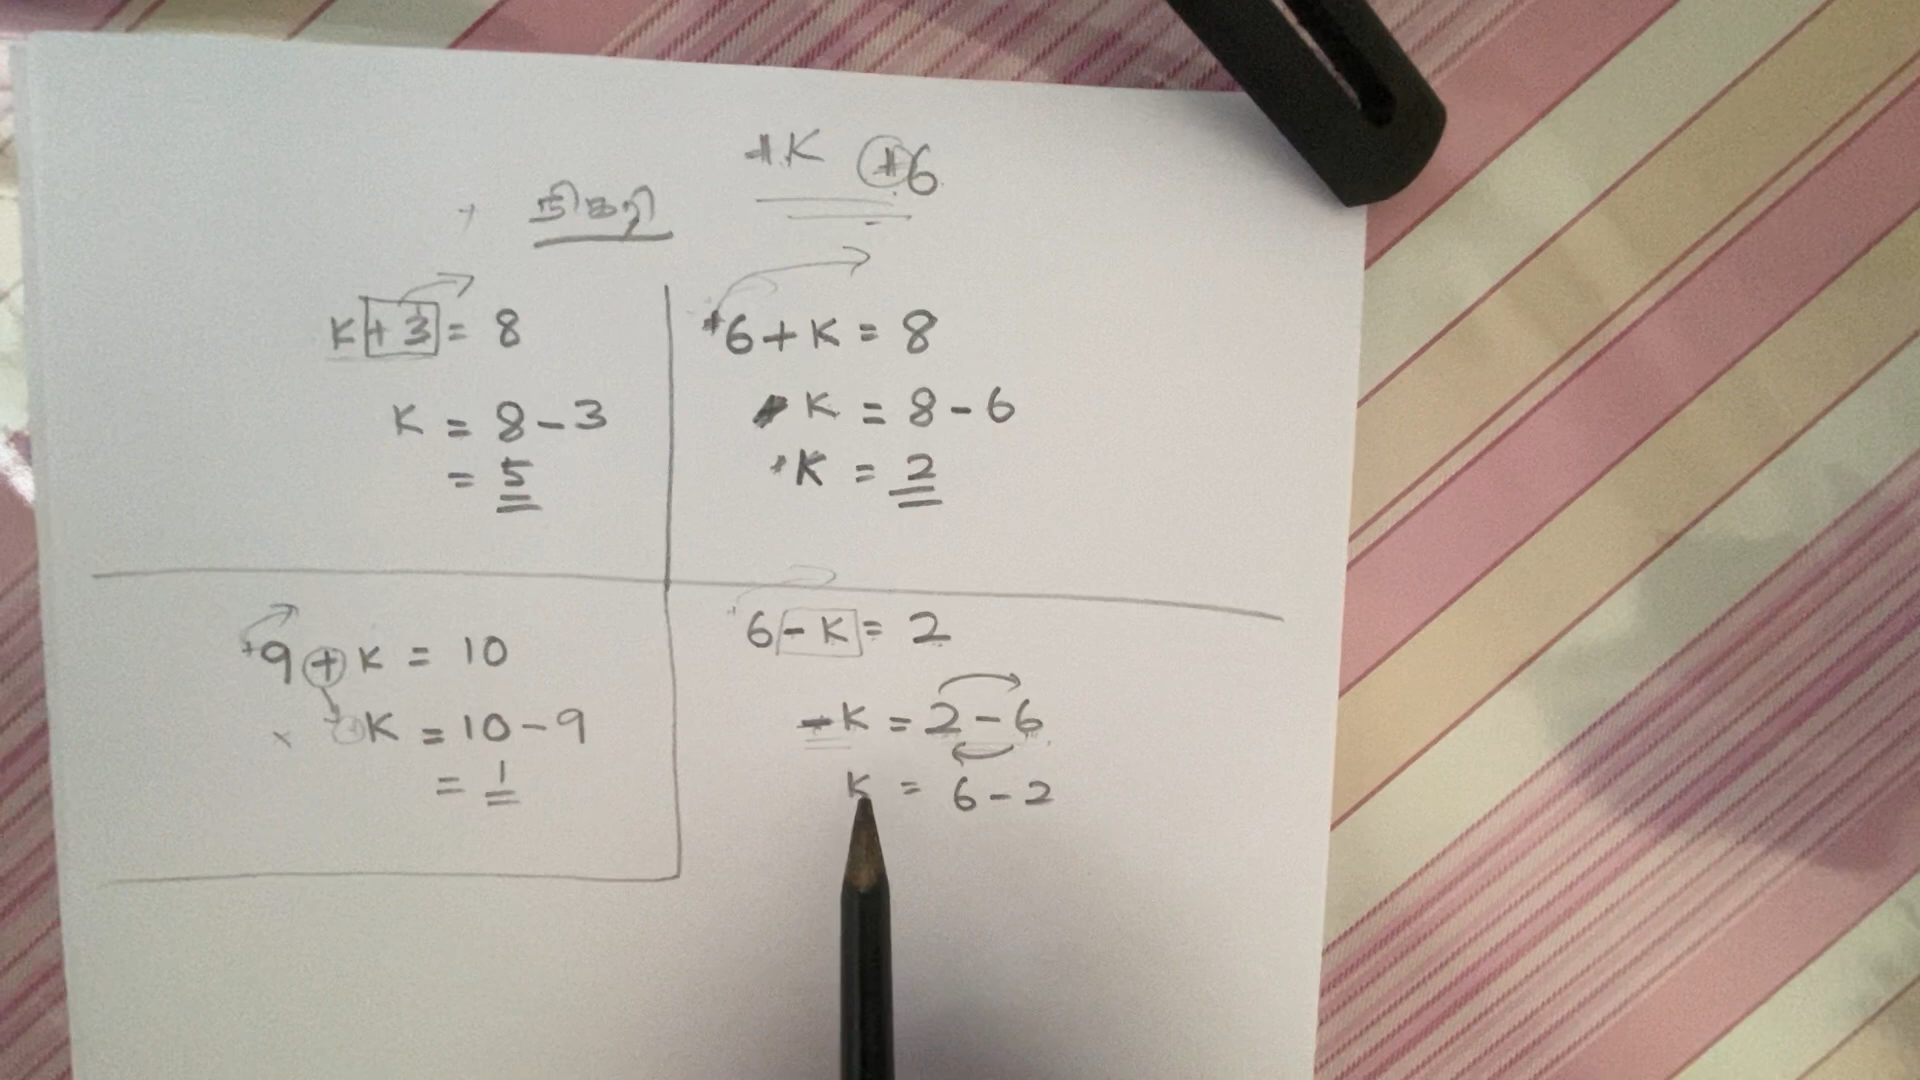 +K +6
+ நிகரி
K + 3 = 8
K = 8 - 3
= 5
+6 + K = 8
K = 8 - 6
+K = 2
+9 + K = 10
K = 10 - 9
= 1
6 - K = 2
-K = 2 - 6
K = 6 - 2